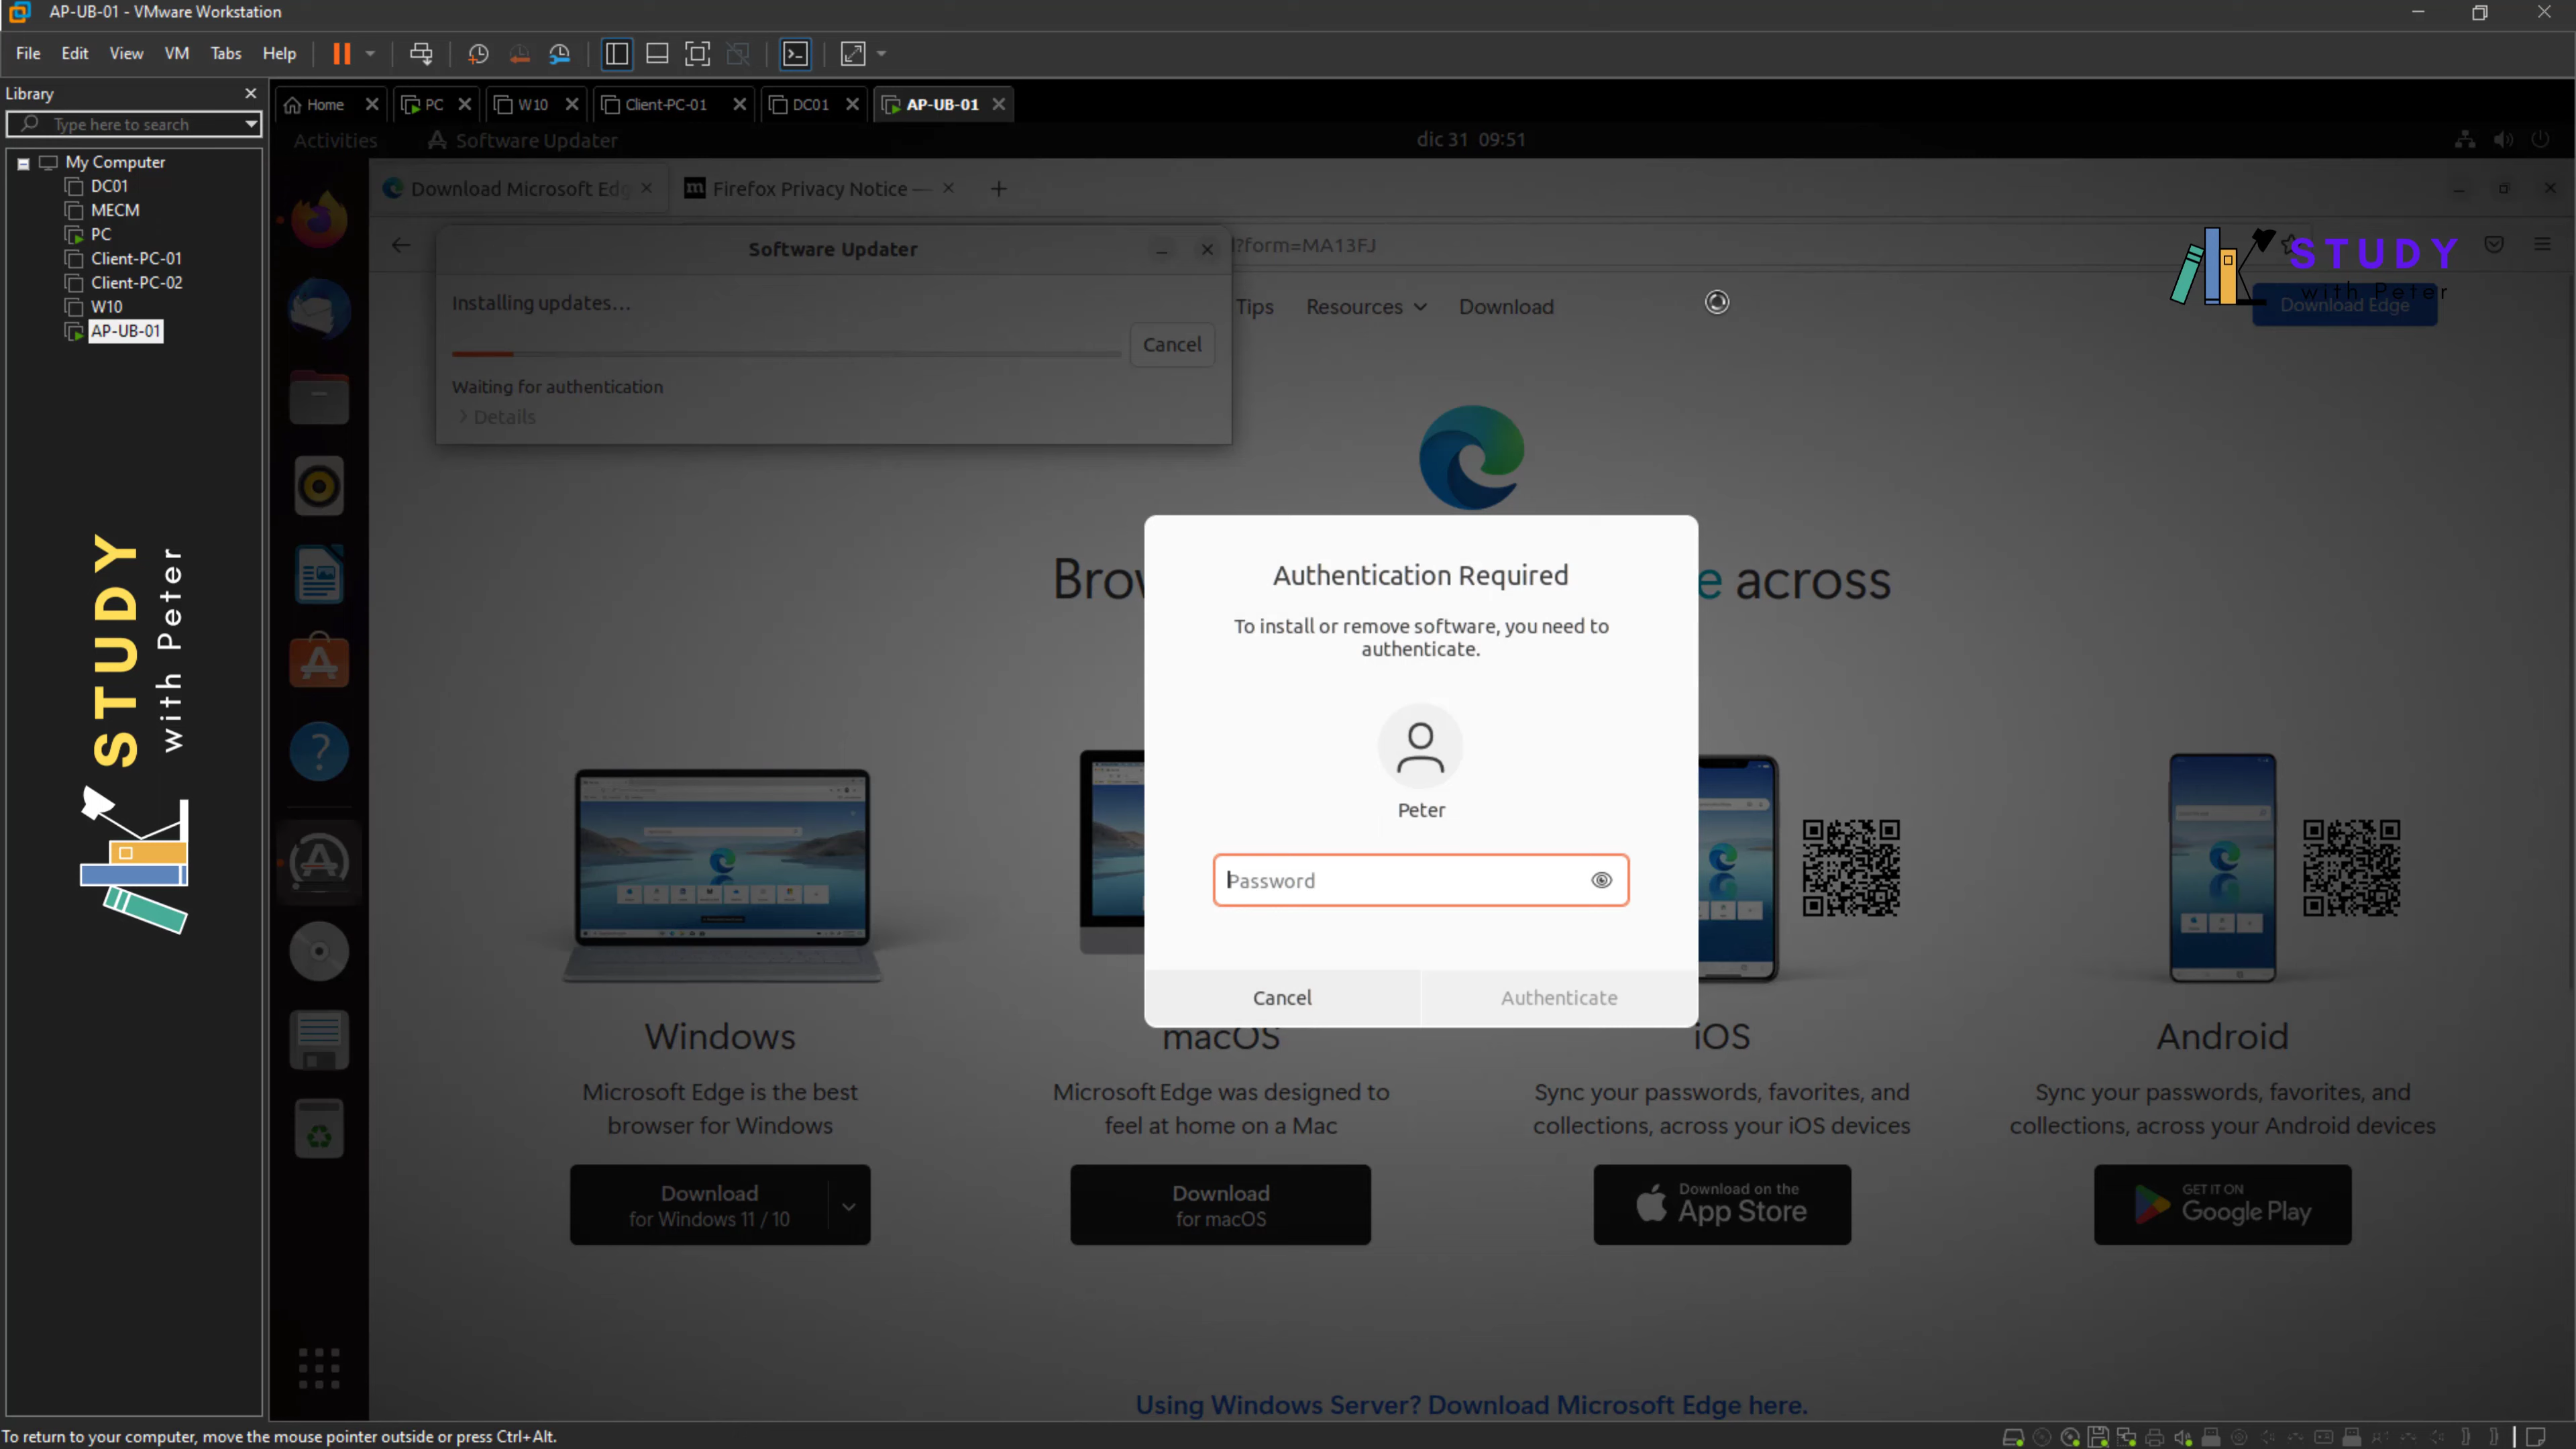 AP-UB-01 - VMware Workstation
File Edit View VM Tabs Help
Library
Home PC W10 Client-PC-01 DC01 AP-UB-01
Type here to search
Activities Software Updater dic 31 09:51
My Computer
DC01
MECM
PC
Client-PC-01
Client-PC-02
W10
AP-UB-01
Download Microsoft Edg Firefox Privacy Notice —
Software Updater
?form=MA13FJ
STUDY
with Peter
Installing updates...
Tips Resources Download
Download Edge
Cancel
Waiting for authentication
Details
Brow e across
Authentication Required
To install or remove software, you need to
authenticate.
Peter
Password
Cancel Authenticate
STUDY
with Peter
Windows
Microsoft Edge is the best
browser for Windows
Download
for Windows 11 / 10
macOS
Microsoft Edge was designed to
feel at home on a Mac
Download
for macOS
iOS
Sync your passwords, favorites, and
collections, across your iOS devices
Download on the
App Store
Android
Sync your passwords, favorites, and
collections, across your Android devices
GET IT ON
Google Play
Using Windows Server? Download Microsoft Edge here.
To return to your computer, move the mouse pointer outside or press Ctrl+Alt.